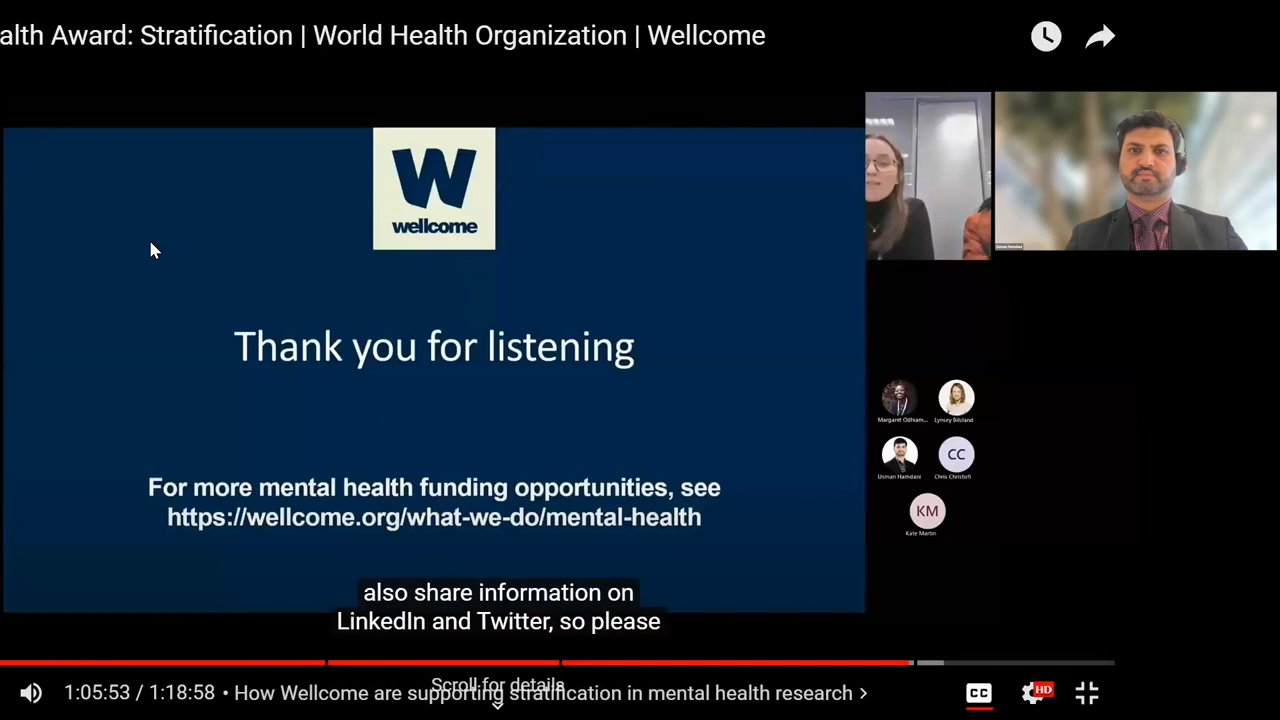 alth Award: Stratification | World Health Organization | Wellcome
W
wellcome
Thank you for listening
For more mental health funding opportunities, see
https://wellcome.org/what-we-do/mental-health
Margaret Odhiam...
Lynsey Bilsland
Usman Hamdani
CC
Chris Christofi
KM
Kate Martin
also share information on
LinkedIn and Twitter, so please
Scroll for details
1:05:53 / 1:18:58 • How Wellcome are supporting stratification in mental health research >
CC
HD